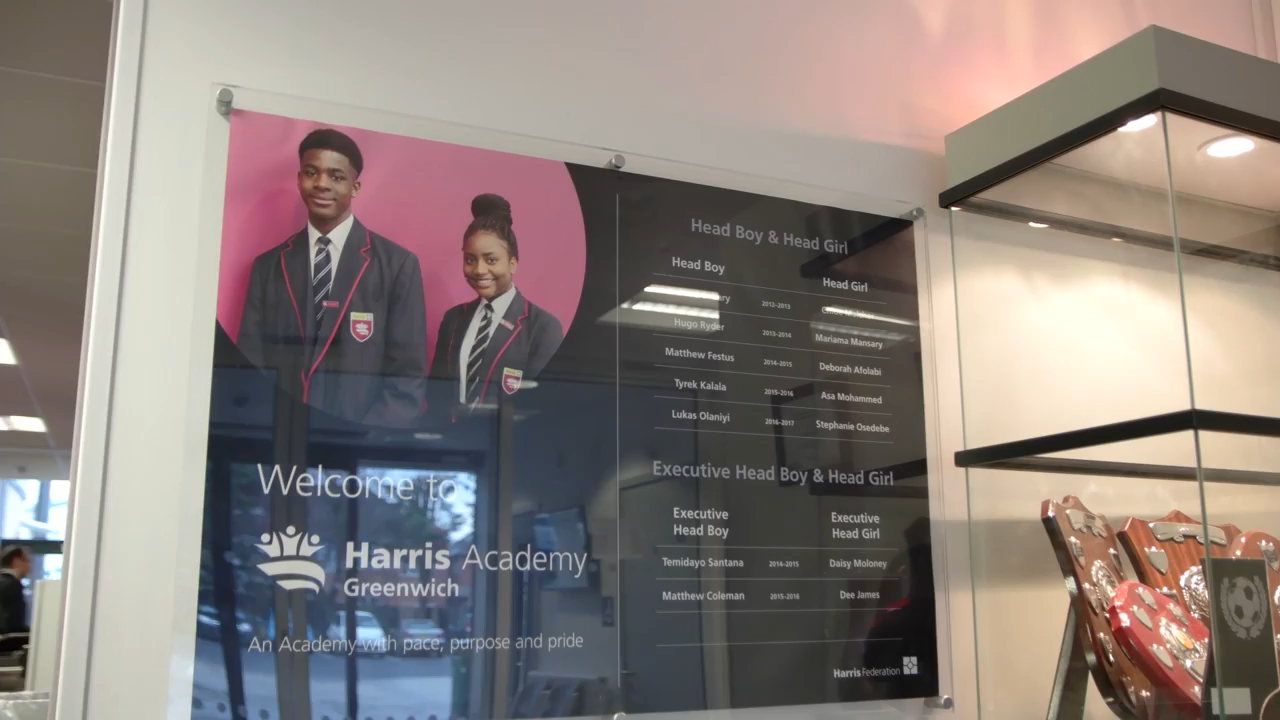 Welcome to
Harris Academy
Greenwich
An Academy with pace, purpose and pride
Head Boy & Head Girl
Head Boy Head Girl
2012-2013
Hugo Ryder 2013-2014 Mariama Mansary
Matthew Festus 2014-2015 Deborah Afolabi
Tyrek Kalala 2015-2016 Asa Mohammed
Lukas Olaniyi 2016-2017 Stephanie Osedebe
Executive Head Boy & Head Girl
Executive Executive
Head Boy Head Girl
Temidayo Santana 2014-2015 Daisy Moloney
Matthew Coleman 2015-2016 Dee James
Harris Federation